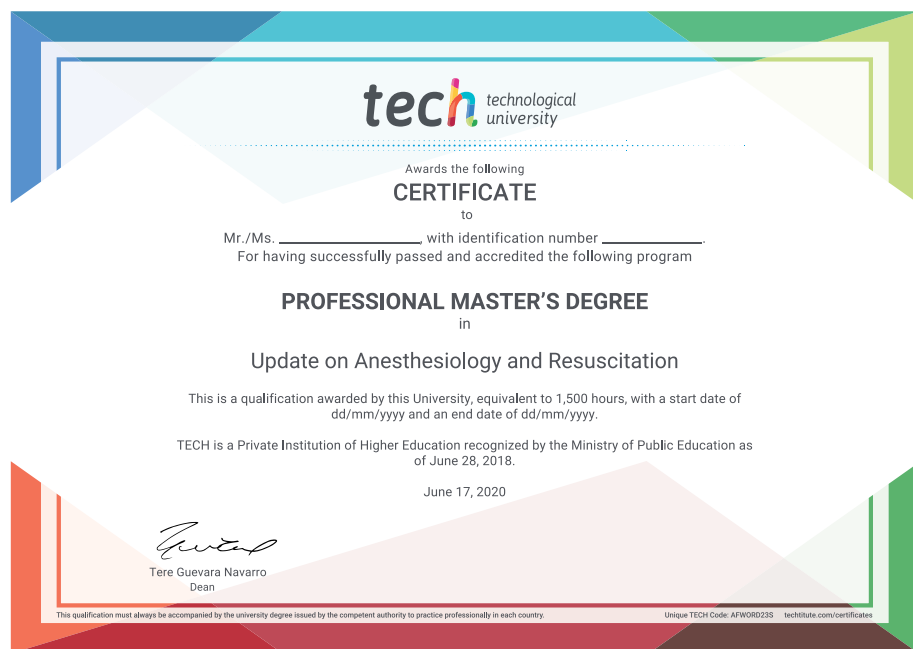 tech technological
university
Awards the following
CERTIFICATE
to
Mr./Ms. ____________________, with identification number ______________.
For having successfully passed and accredited the following program
PROFESSIONAL MASTER'S DEGREE
in
Update on Anesthesiology and Resuscitation
This is a qualification awarded by this University, equivalent to 1,500 hours, with a start date of
dd/mm/yyyy and an end date of dd/mm/yyyy.
TECH is a Private Institution of Higher Education recognized by the Ministry of Public Education as
of June 28, 2018.
June 17, 2020
Tere Guevara Navarro
Dean
This qualification must always be accompanied by the university degree issued by the competent authority to practice professionally in each country.
Unique TECH Code: AFWORD23S techtitute.com/certificates